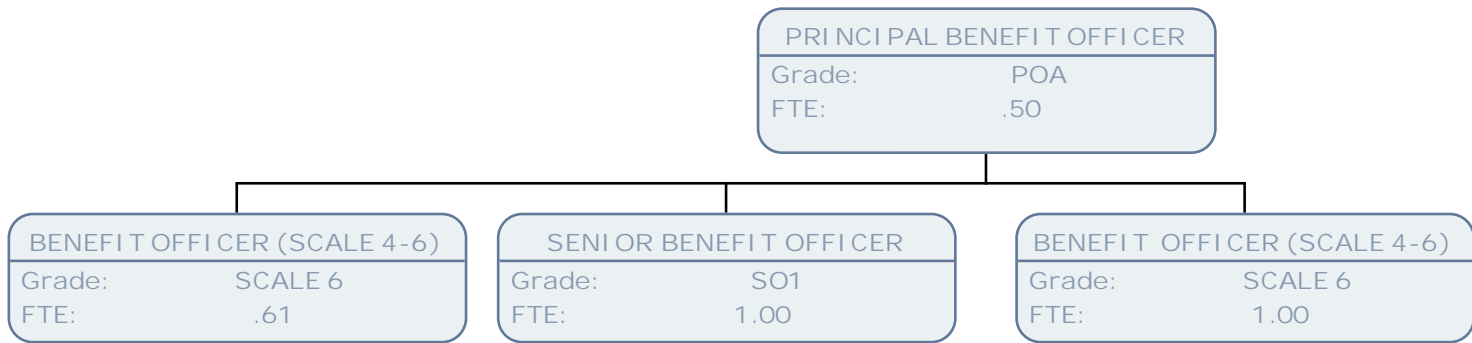 PRINCIPAL BENEFIT OFFICER
Grade: POA
FTE: .50
BENEFIT OFFICER (SCALE 4-6)
Grade: SCALE 6
FTE: .61
SENIOR BENEFIT OFFICER
Grade: SO1
FTE: 1.00
BENEFIT OFFICER (SCALE 4-6)
Grade: SCALE 6
FTE: 1.00